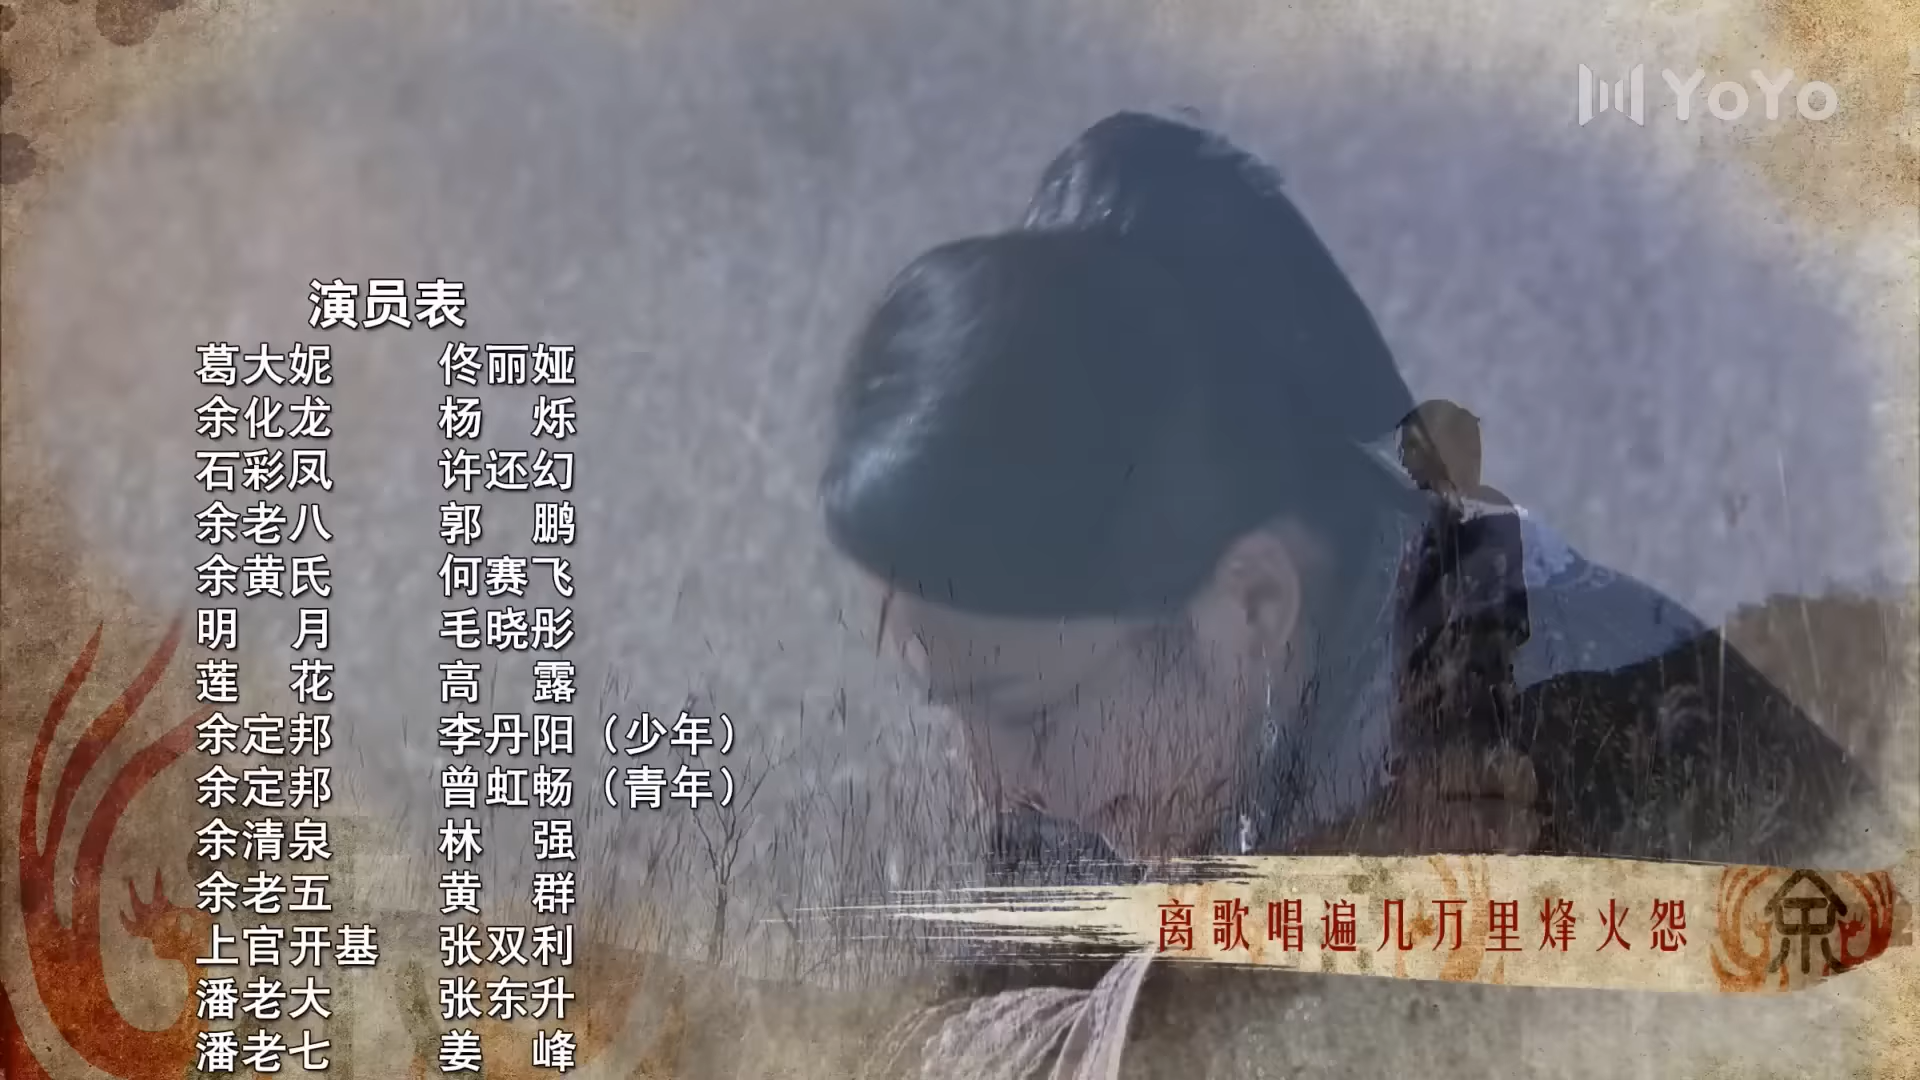 YoYo
演员表
葛大妮 佟丽娅
余化龙 杨 烁
石彩凤 许还幻
余老八 郭 鹏
余黄氏 何赛飞
明 月 毛晓彤
莲 花 高 露
余定邦 李丹阳（少年）
余定邦 曾虹畅（青年）
余清泉 林 强
余老五 黄 群
上官开基 张双利
潘老大 张东升
潘老七 姜 峰
离歌唱遍几万里烽火怨
余